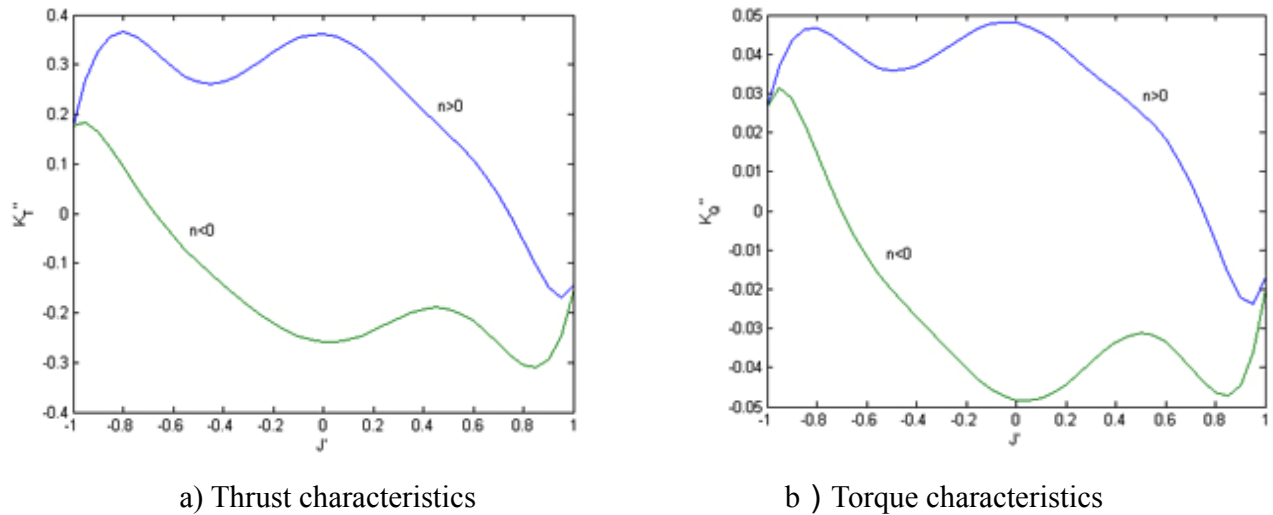 0.4
0.3
0.2
0.1
0
-0.1
-0.2
-0.3
-0.4
K_T''
n>0
n<0
-1 -0.8 -0.6 -0.4 -0.2 0 0.2 0.4 0.6 0.8 1
J'
0.05
0.04
0.03
0.02
0.01
0
-0.01
-0.02
-0.03
-0.04
-0.05
K_Q''
n>0
n<0
-1 -0.8 -0.6 -0.4 -0.2 0 0.2 0.4 0.6 0.8 1
J'
a) Thrust characteristics
b ) Torque characteristics